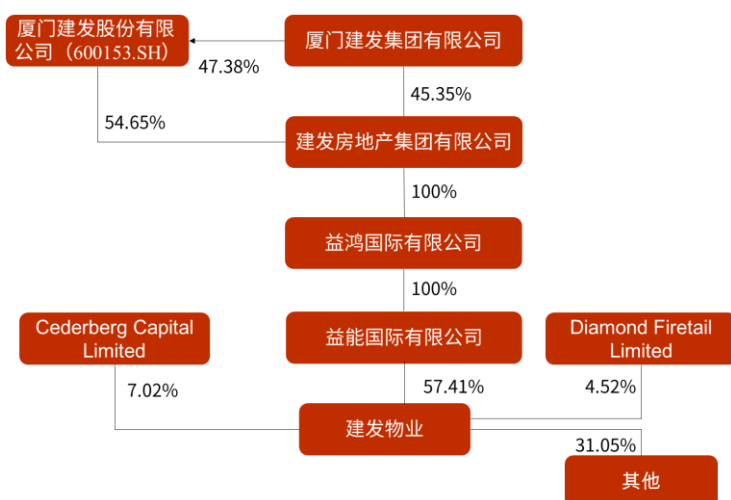 厦门建发股份有限
公司（600153.SH）
厦门建发集团有限公司
47.38%
45.35%
54.65%
建发房地产集团有限公司
100%
益鸿国际有限公司
100%
Cederberg Capital
Limited
益能国际有限公司
Diamond Firetail
Limited
7.02%
57.41%
4.52%
建发物业
31.05%
其他